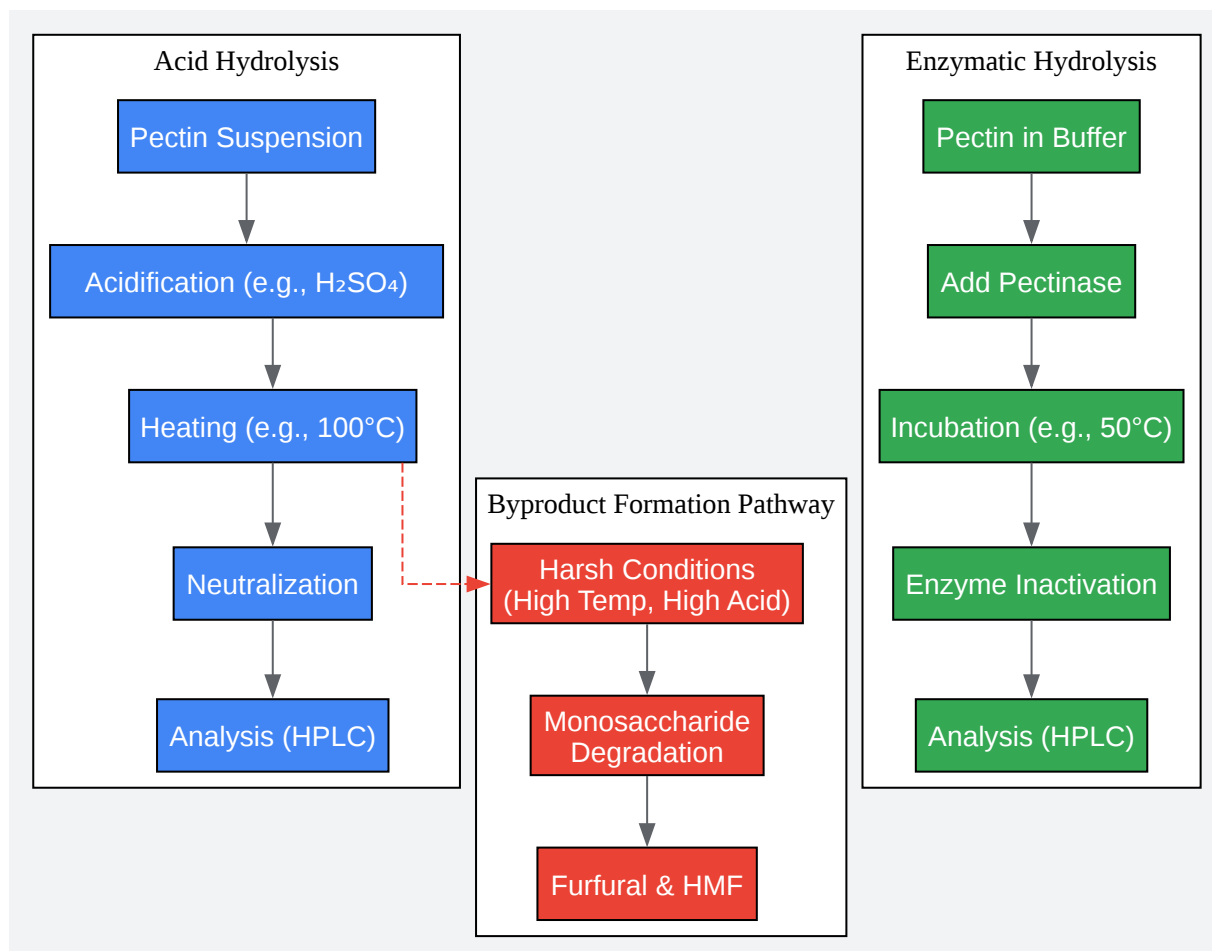 Acid Hydrolysis
Pectin Suspension
Acidification (e.g., H₂SO₄)
Heating (e.g., 100°C)
Neutralization
Analysis (HPLC)
Byproduct Formation Pathway
Harsh Conditions
(High Temp, High Acid)
Monosaccharide
Degradation
Furfural & HMF
Enzymatic Hydrolysis
Pectin in Buffer
Add Pectinase
Incubation (e.g., 50°C)
Enzyme Inactivation
Analysis (HPLC)